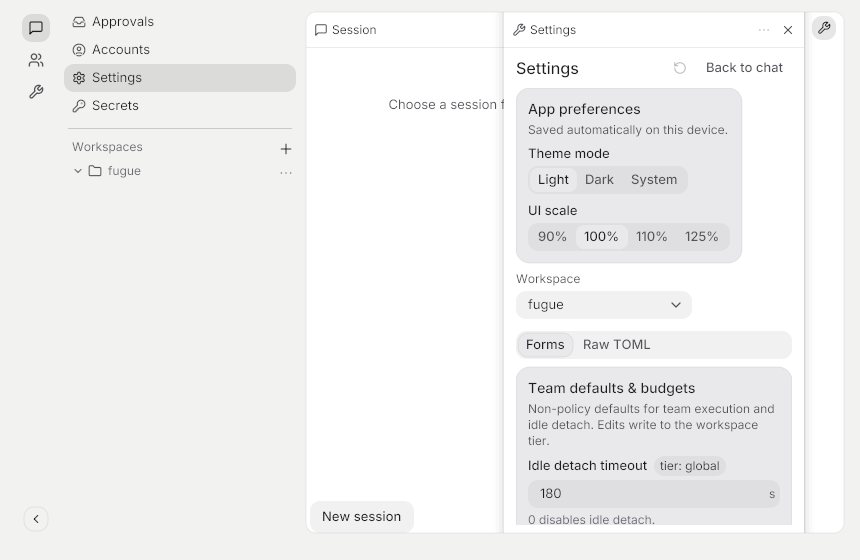 Approvals
Accounts
Settings
Secrets
Workspaces
fugue
Session
Choose a session f
New session
Settings
Settings
Back to chat
App preferences
Saved automatically on this device.
Theme mode
Light Dark System
UI scale
90% 100% 110% 125%
Workspace
fugue
Forms Raw TOML
Team defaults & budgets
Non-policy defaults for team execution and
idle detach. Edits write to the workspace
tier.
Idle detach timeout tier: global
180 s
0 disables idle detach.